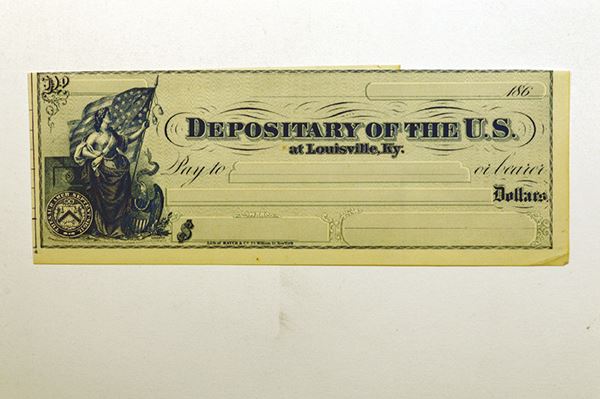 No
186
DEPOSITARY OF THE U.S.
at Louisville, Ky.
Pay to or bearer
Dollars
$